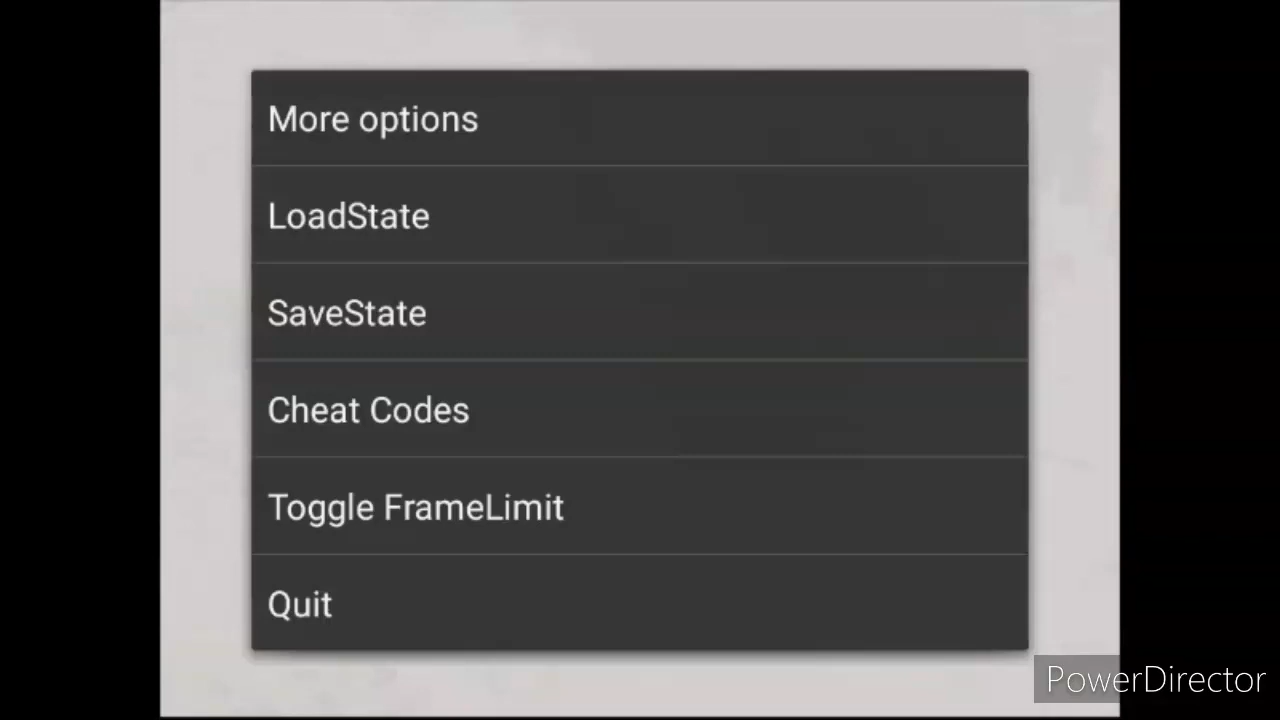 More options
LoadState
SaveState
Cheat Codes
Toggle FrameLimit
Quit
PowerDirector